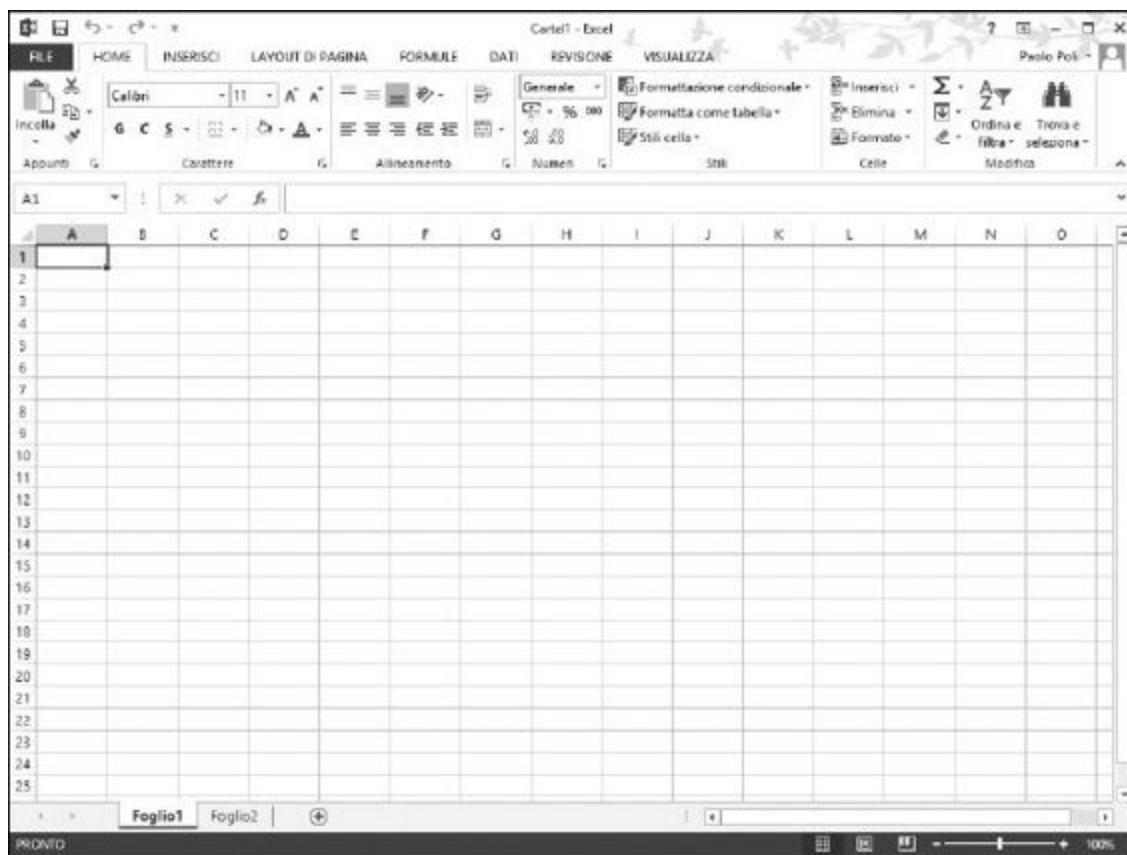 Cartel1 - Excel
?
FILE HOME INSERISCI LAYOUT DI PAGINA FORMULE DATI REVISIONE VISUALIZZA Paolo Poli
Incolla
Calibri 11
G C S A
Generale
% 000
Formattazione condizionale
Formatta come tabella
Stili cella
Inserisci
Elimina
Formato
Σ
Ordina e filtra
Trova e seleziona
Appunti Carattere Allineamento Numeri Stili Celle Modifica
A1 fx
A B C D E F G H I J K L M N O
1
2
3
4
5
6
7
8
9
10
11
12
13
14
15
16
17
18
19
20
21
22
23
24
25
Foglio1 Foglio2
PRONTO 100%